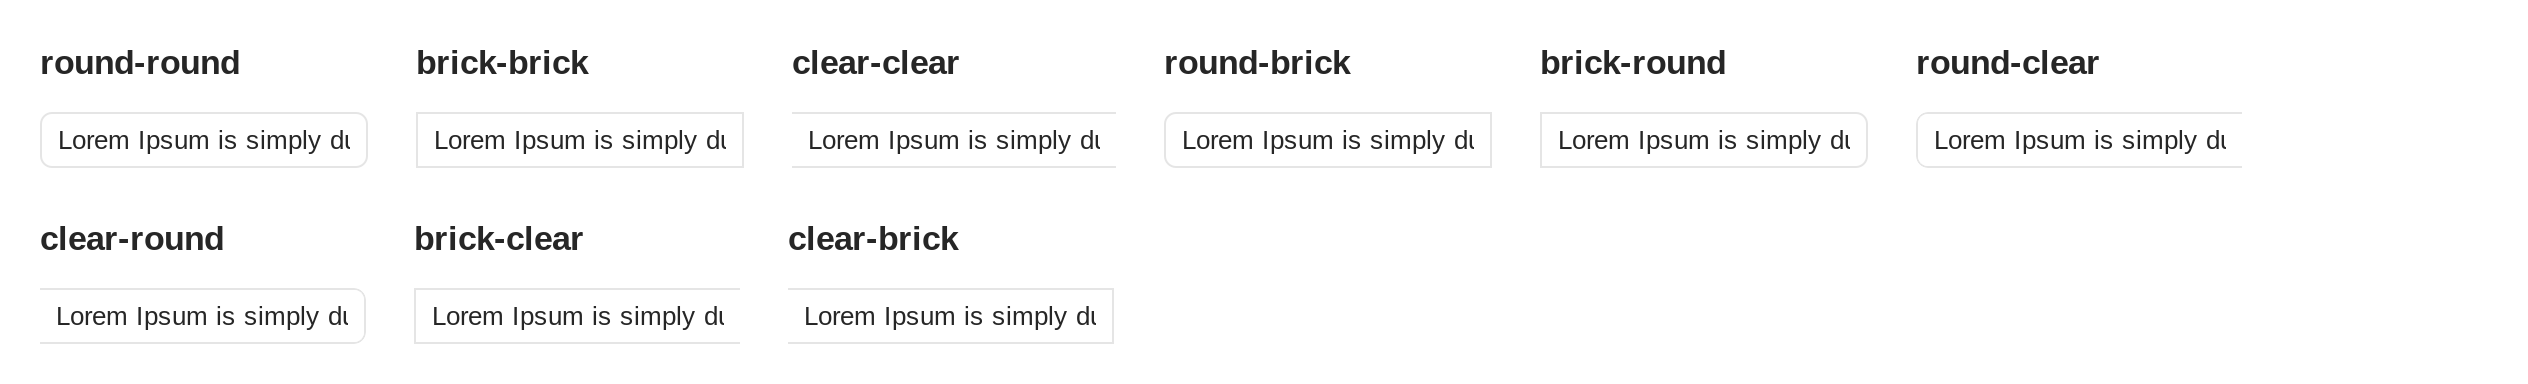 round-round brick-brick clear-clear round-brick brick-round round-clear
Lorem Ipsum is simply du Lorem Ipsum is simply du Lorem Ipsum is simply du Lorem Ipsum is simply du Lorem Ipsum is simply du Lorem Ipsum is simply du
clear-round brick-clear clear-brick
Lorem Ipsum is simply du Lorem Ipsum is simply du Lorem Ipsum is simply du